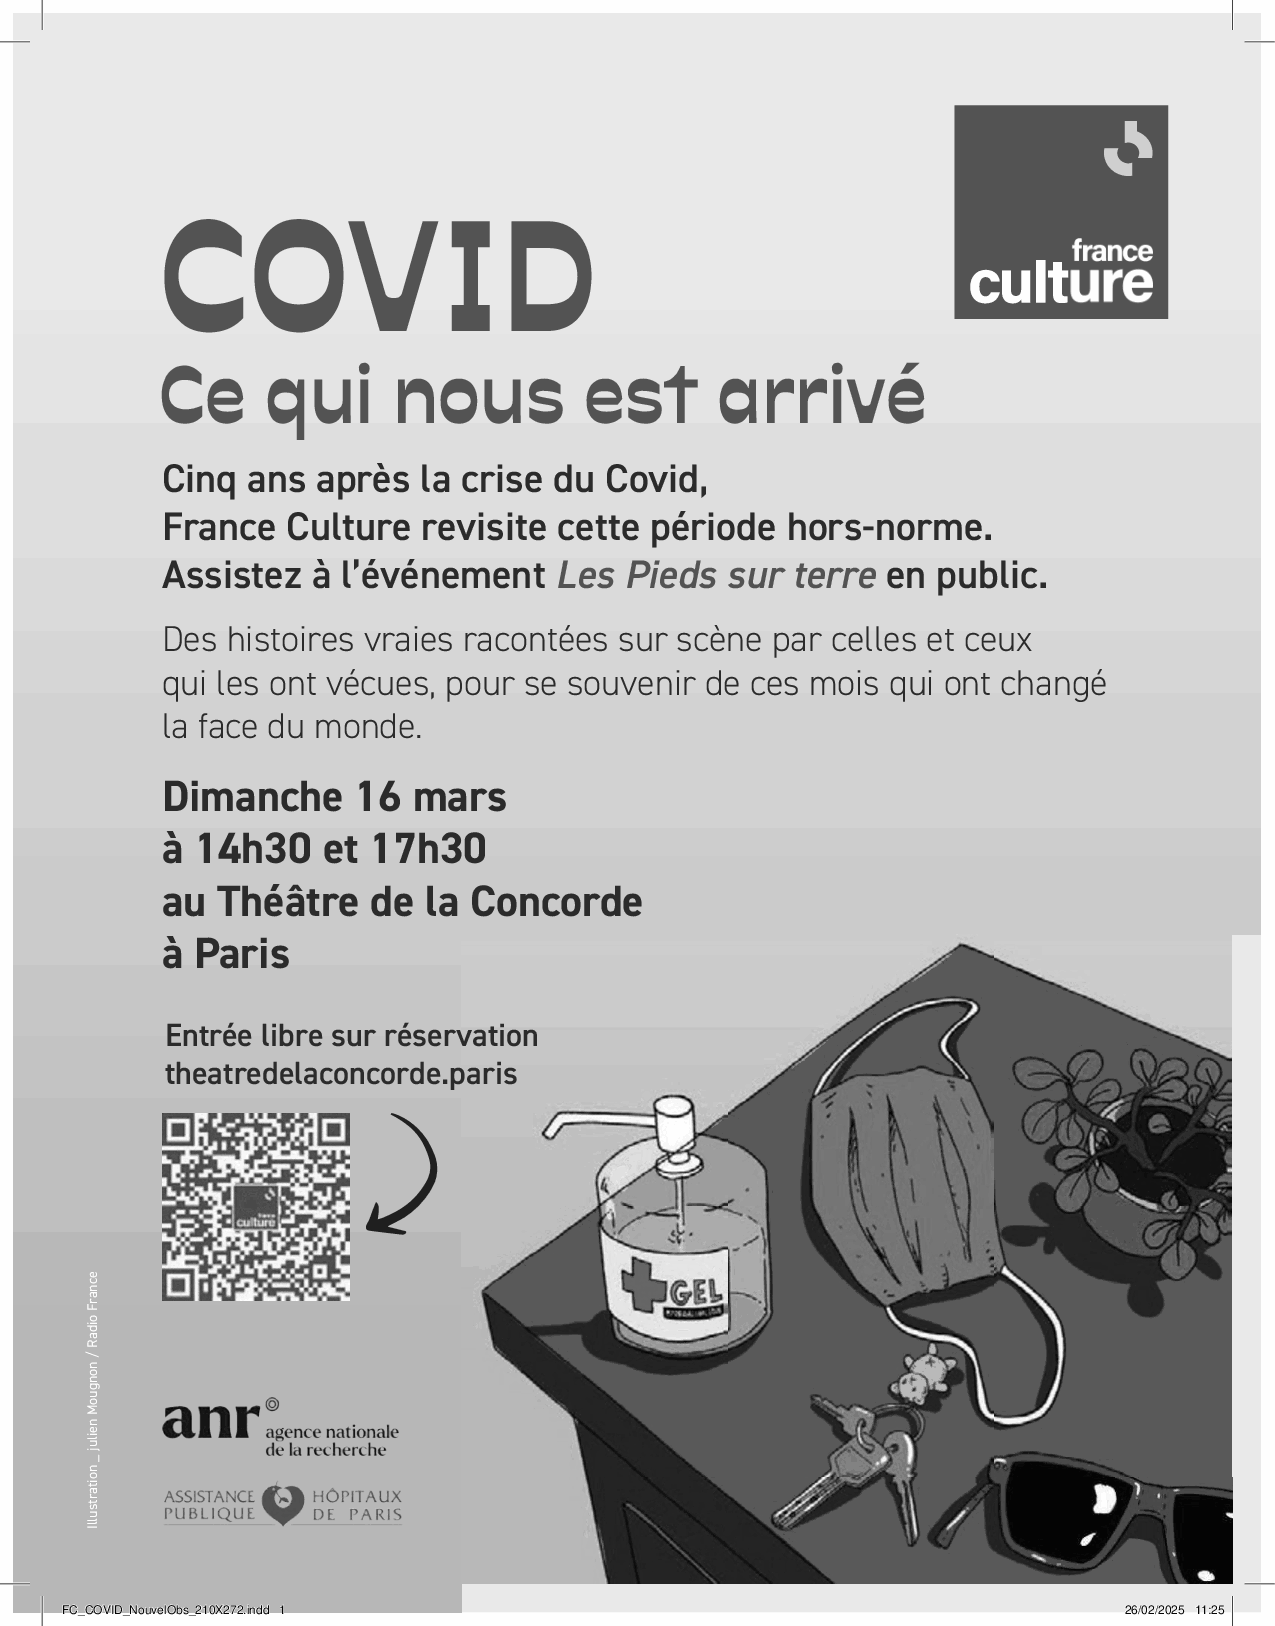 france
culture
COVID
Ce qui nous est arrivé
Cinq ans après la crise du Covid,
France Culture revisite cette période hors-norme.
Assistez à l’événement Les Pieds sur terre en public.
Des histoires vraies racontées sur scène par celles et ceux
qui les ont vécues, pour se souvenir de ces mois qui ont changé
la face du monde.
Dimanche 16 mars
à 14h30 et 17h30
au Théâtre de la Concorde
à Paris
Entrée libre sur réservation
theatredelaconcorde.paris
france
culture
GEL
Illustration_ julien Mougnon / Radio France
anr
agence nationale
de la recherche
ASSISTANCE HÔPITAUX
PUBLIQUE DE PARIS
FC_COVID_NouvelObs_210X272.indd 1
26/02/2025 11:25